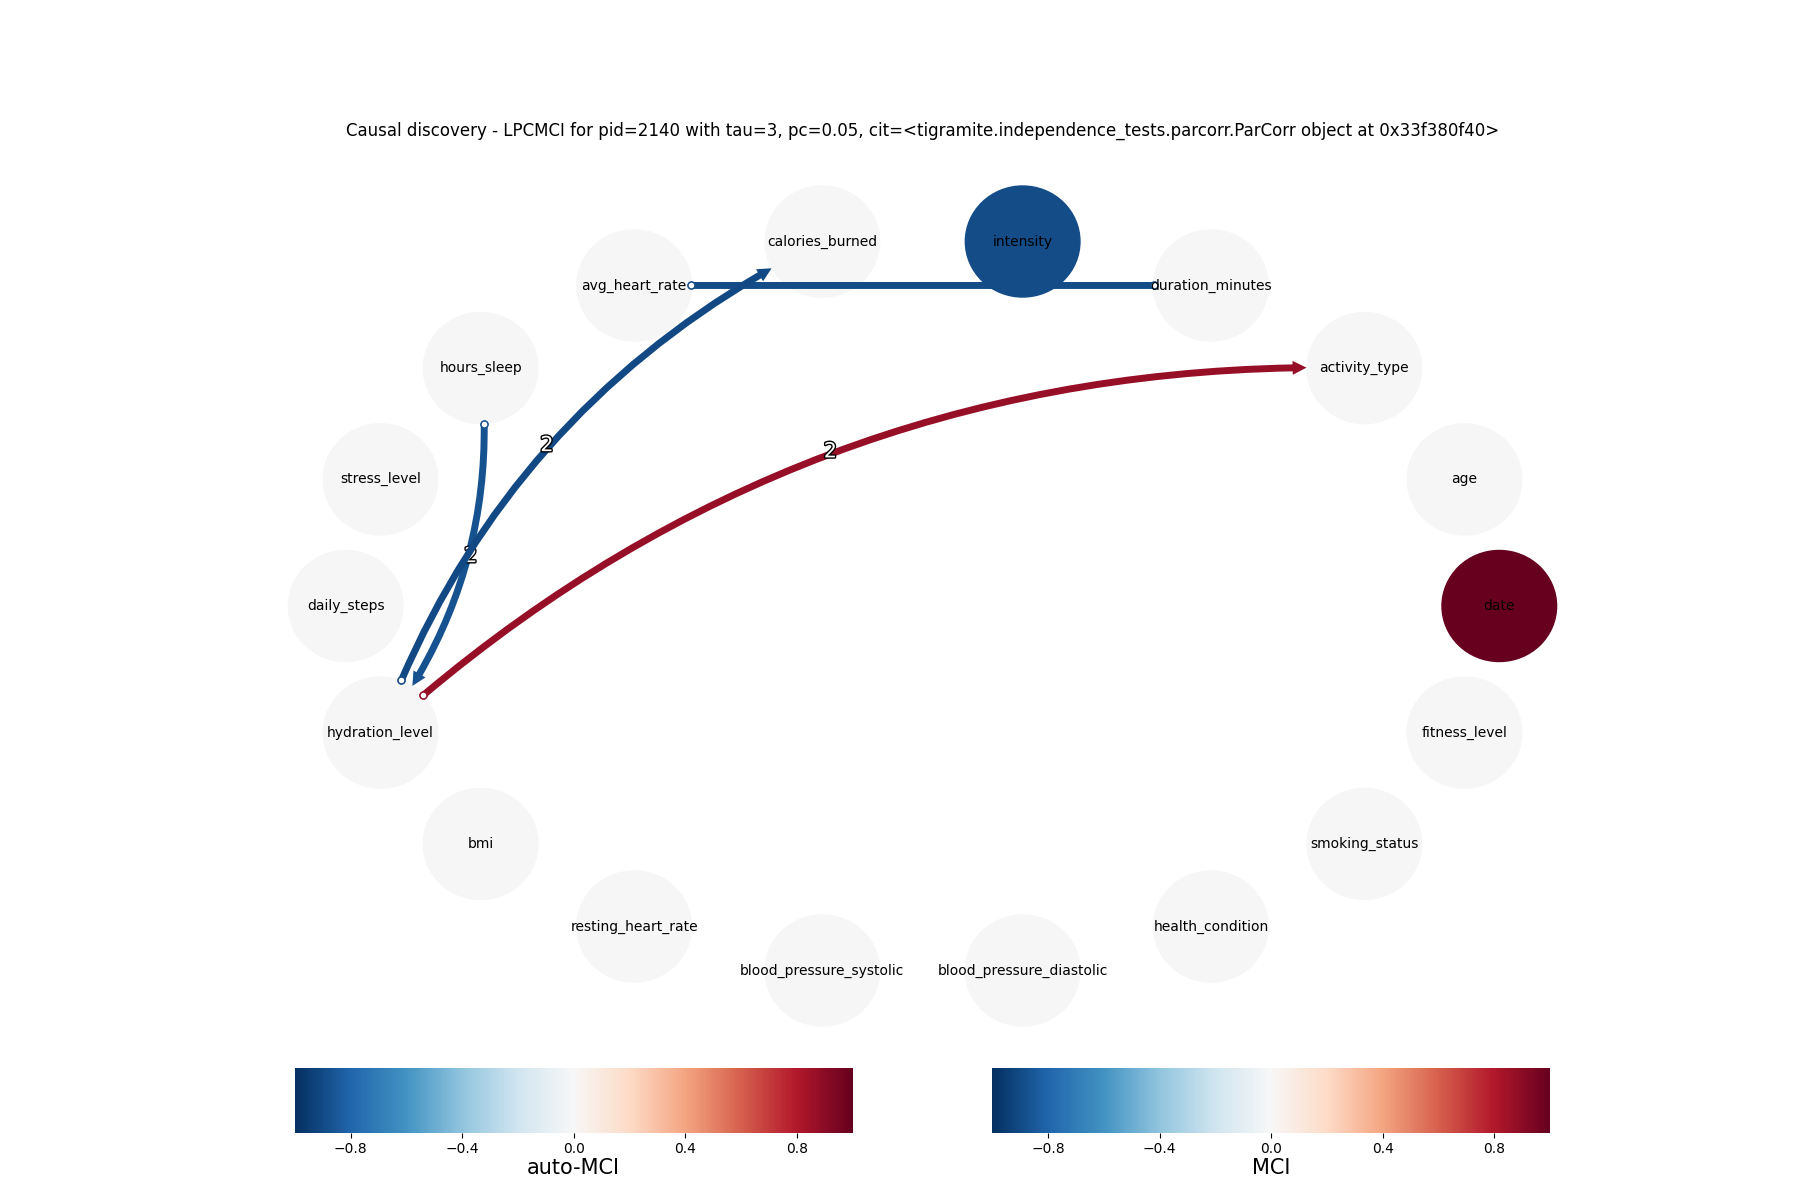 Causal discovery - LPCMCI for pid=2140 with tau=3, pc=0.05, cit=<tigramite.independence_tests.parcorr.ParCorr object at 0x33f380f40>
calories_burned
intensity
avg_heart_rate
duration_minutes
hours_sleep
activity_type
2
2
stress_level
age
2
daily_steps
date
hydration_level
fitness_level
bmi
smoking_status
resting_heart_rate
health_condition
blood_pressure_systolic
blood_pressure_diastolic
−0.8 −0.4 0.0 0.4 0.8
auto-MCI
−0.8 −0.4 0.0 0.4 0.8
MCI